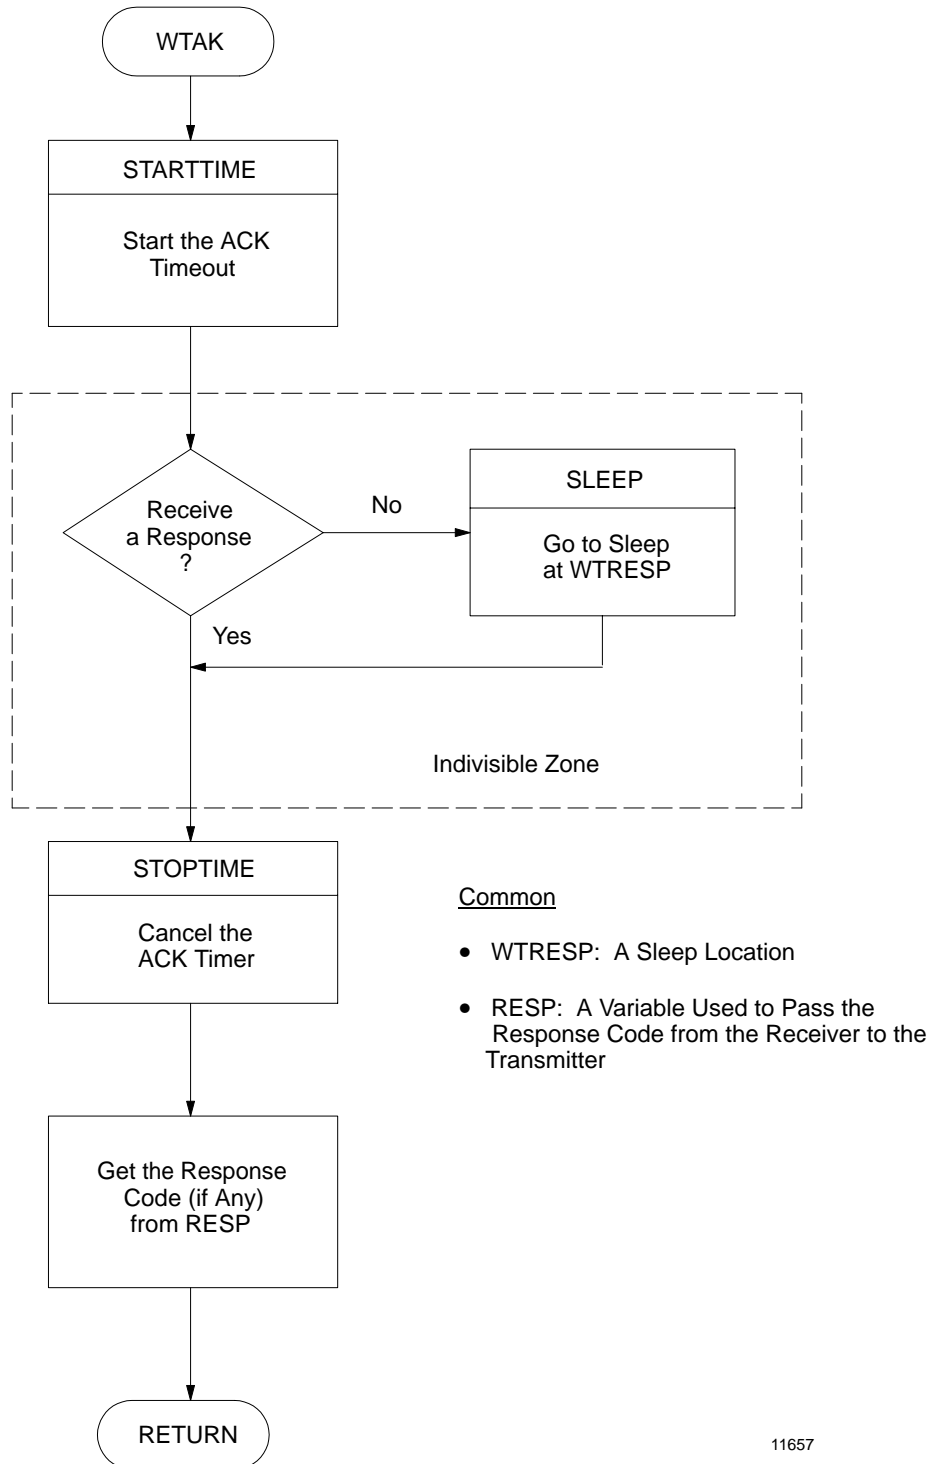 WTAK
STARTTIME
Start the ACK
Timeout
Receive
a Response
?
No
SLEEP
Go to Sleep
at WTRESP
Yes
Indivisible Zone
STOPTIME
Cancel the
ACK Timer
Common
• WTRESP: A Sleep Location
• RESP: A Variable Used to Pass the
Response Code from the Receiver to the
Transmitter
Get the Response
Code (if Any)
from RESP
RETURN
11657